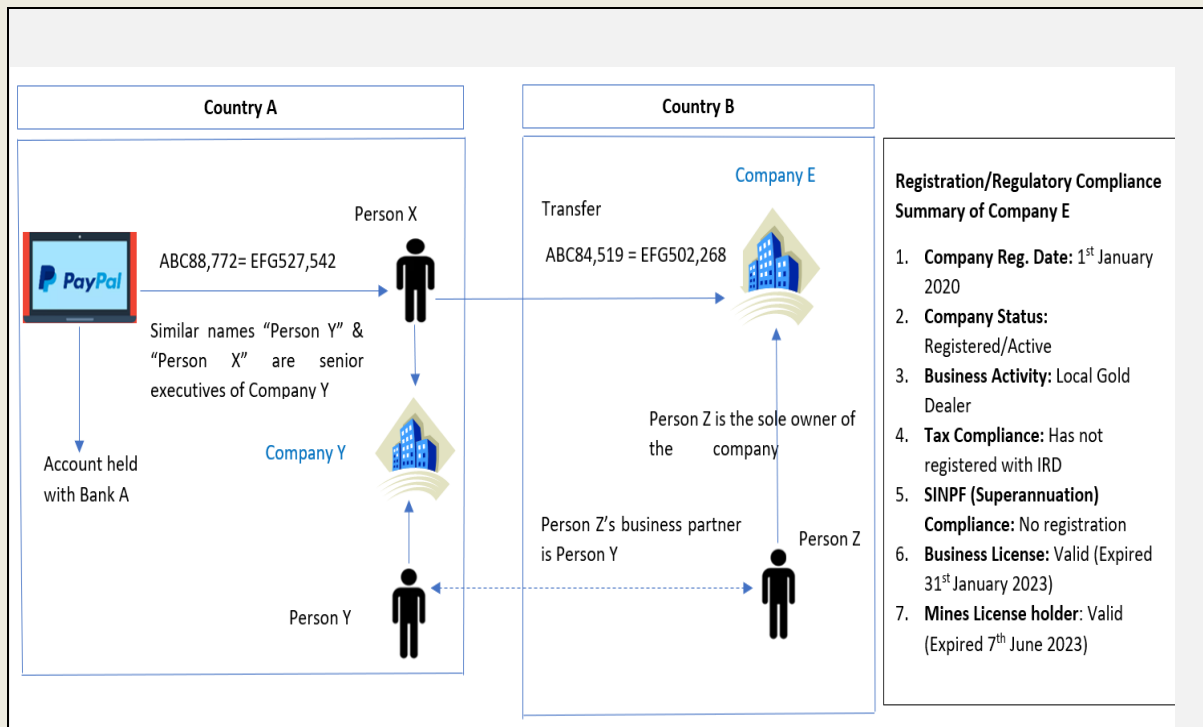 Country A
PayPal
ABC88,772= EFG527,542
Person X
Similar names “Person Y” &
“Person X” are senior
executives of Company Y
Account held
with Bank A
Company Y
Person Y
Country B
Company E
Transfer
ABC84,519 = EFG502,268
Person Z is the sole owner of
the company
Person Z’s business partner
is Person Y
Person Z
Registration/Regulatory Compliance
Summary of Company E
1. Company Reg. Date: 1st January
2020
2. Company Status:
Registered/Active
3. Business Activity: Local Gold
Dealer
4. Tax Compliance: Has not
registered with IRD
5. SINPF (Superannuation)
Compliance: No registration
6. Business License: Valid (Expired
31st January 2023)
7. Mines License holder: Valid
(Expired 7th June 2023)